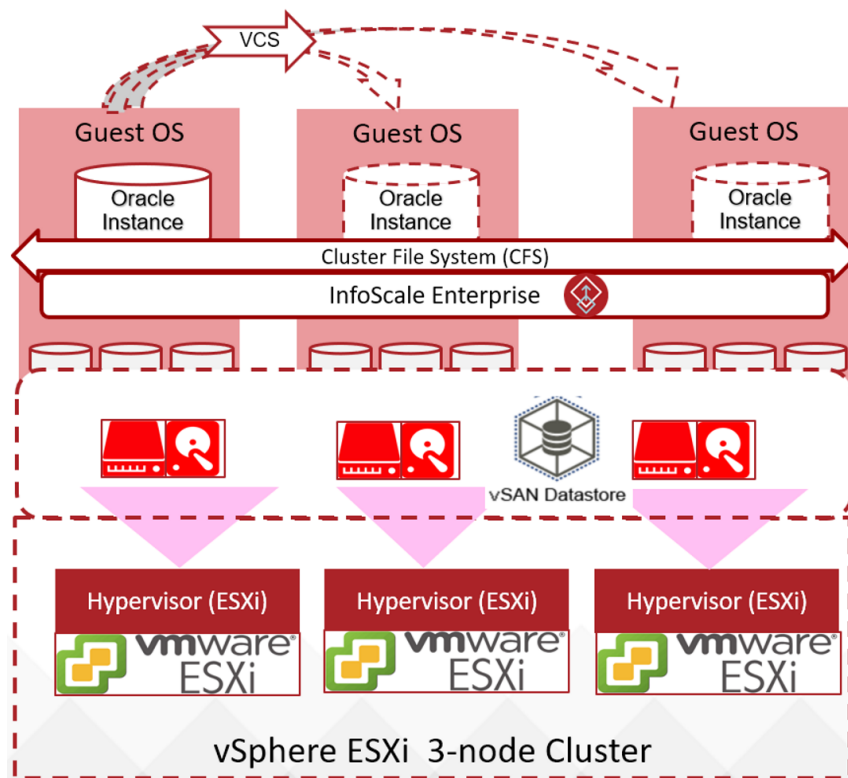 VCS
Guest OS
Guest OS
Guest OS
Oracle
Instance
Oracle
Instance
Oracle
Instance
Cluster File System (CFS)
InfoScale Enterprise
vSAN Datastore
Hypervisor (ESXi)
Hypervisor (ESXi)
Hypervisor (ESXi)
vmware®
ESXi
vmware®
ESXi
vmware®
ESXi
vSphere ESXi 3-node Cluster